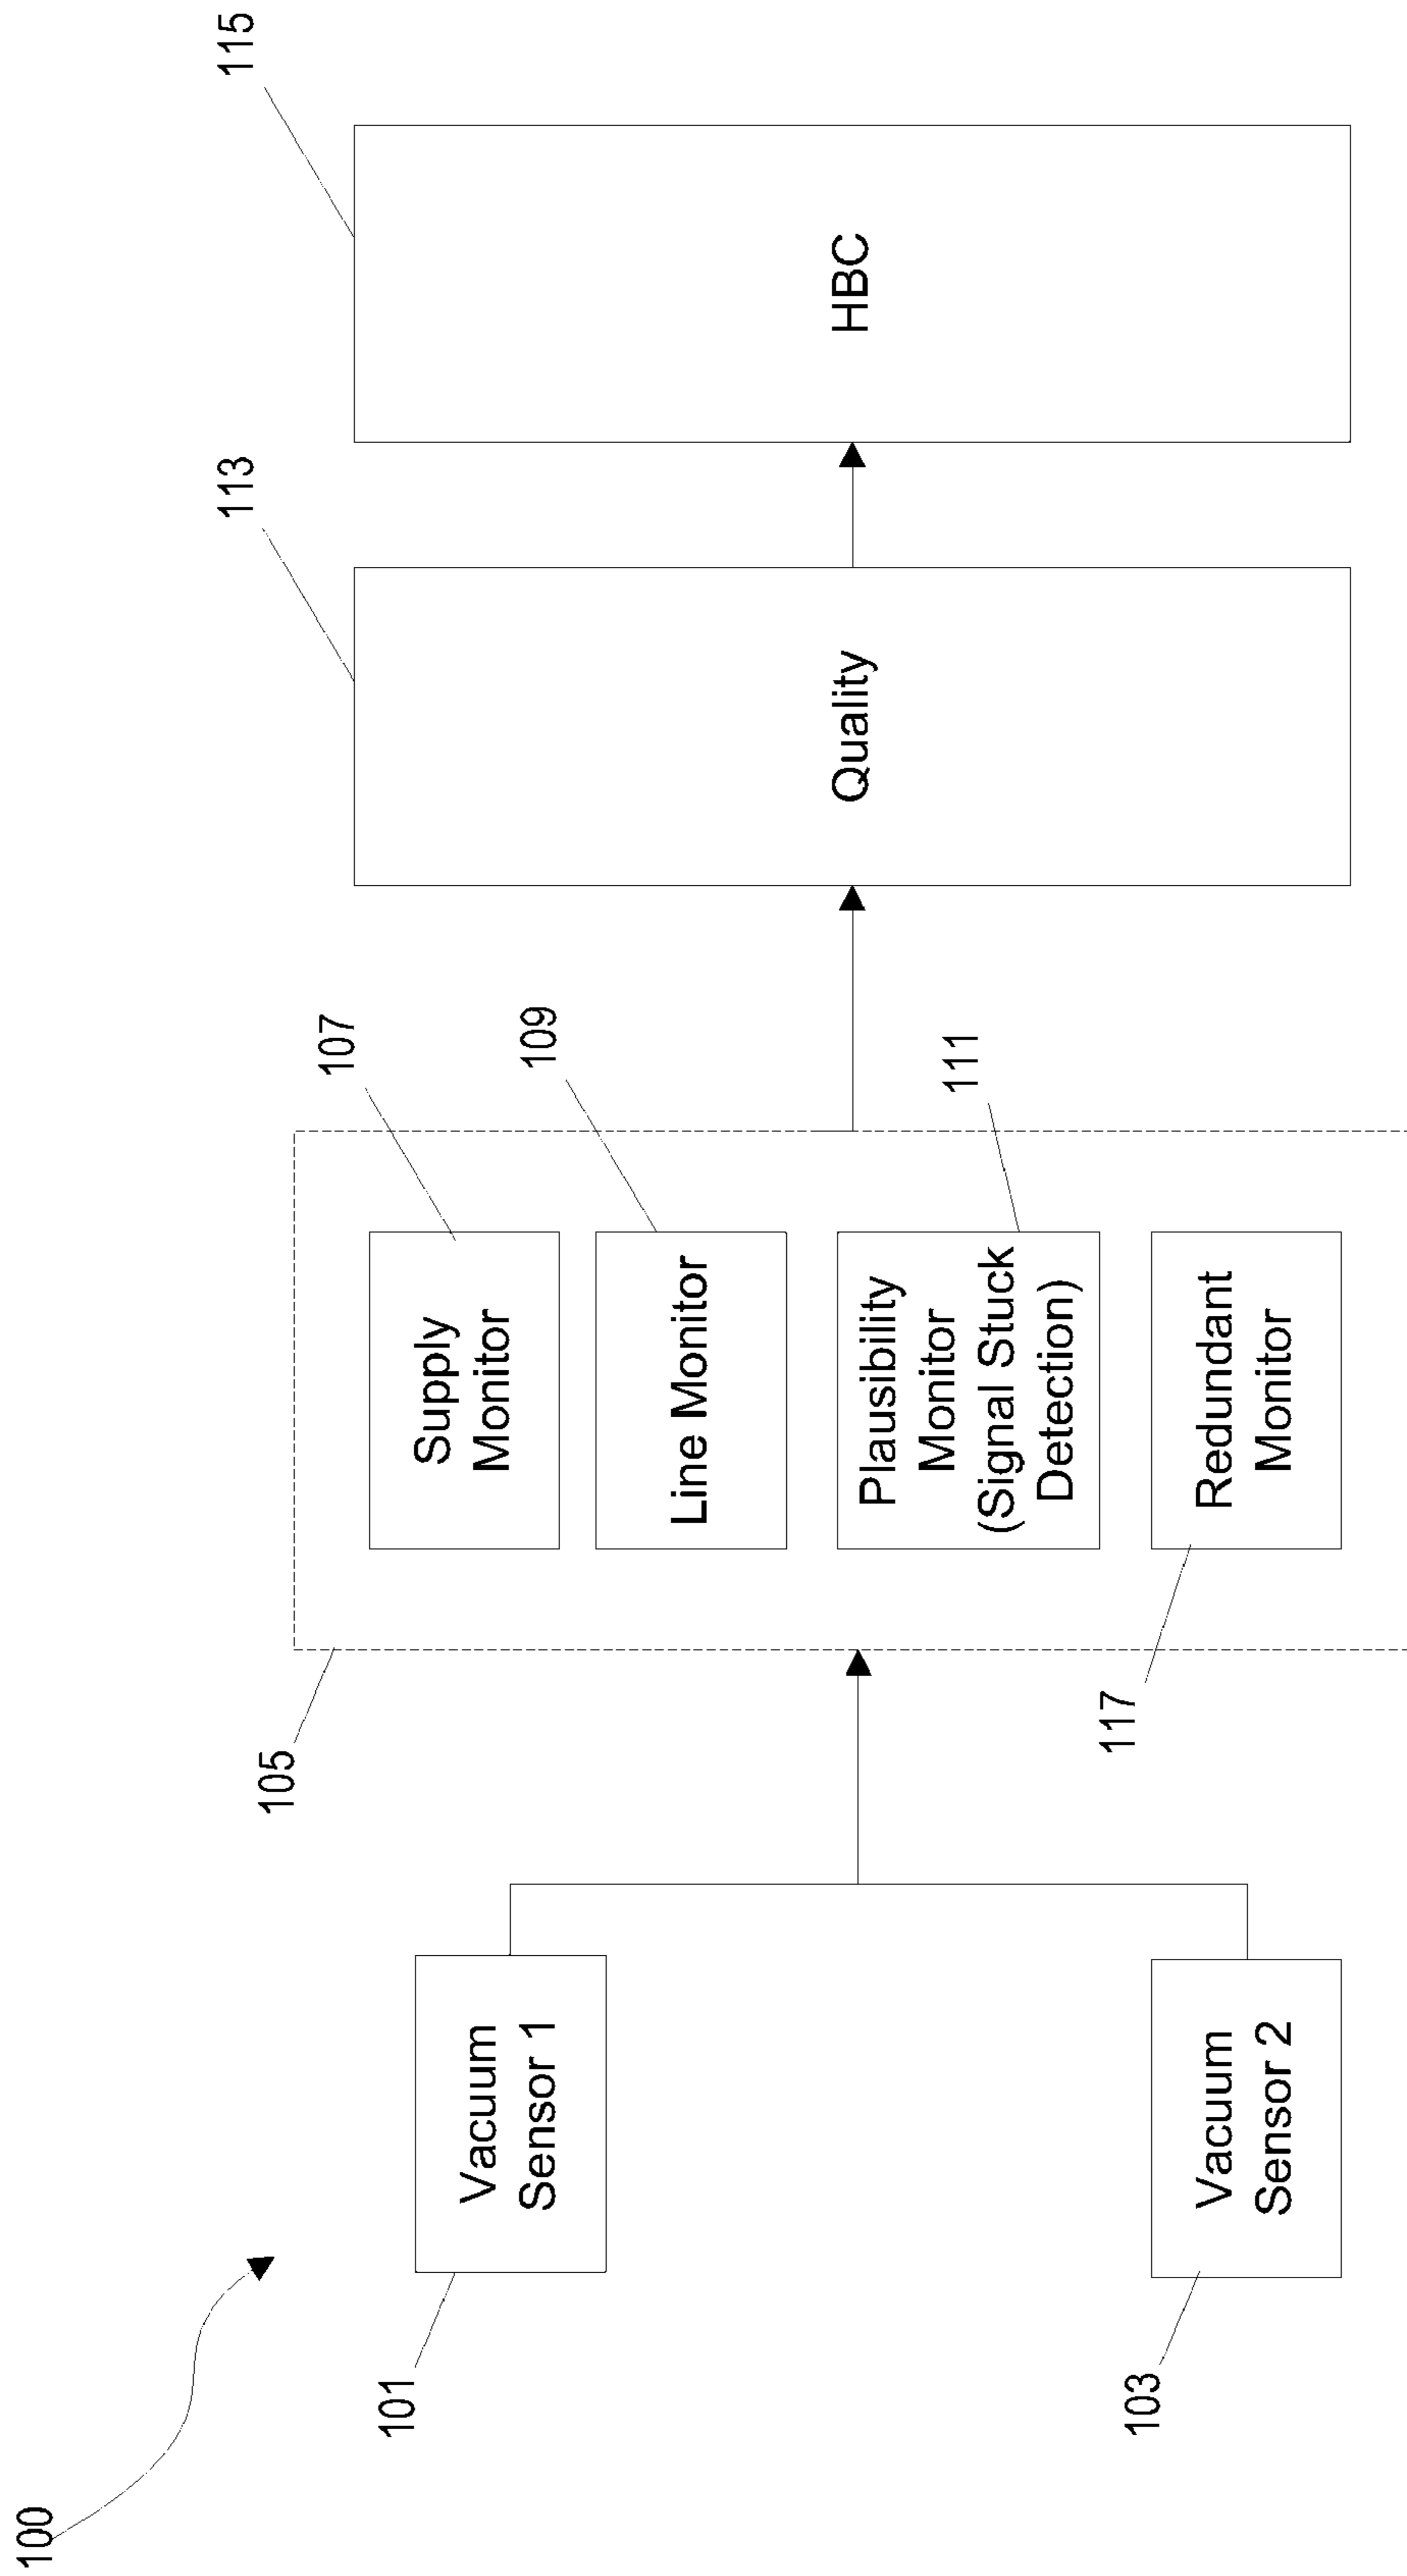 100
101
Vacuum
Sensor 1
103
Vacuum
Sensor 2
105
Supply
Monitor
107
Line Monitor
109
Plausibility
Monitor
(Signal Stuck
Detection)
111
Redundant
Monitor
117
Quality
113
HBC
115